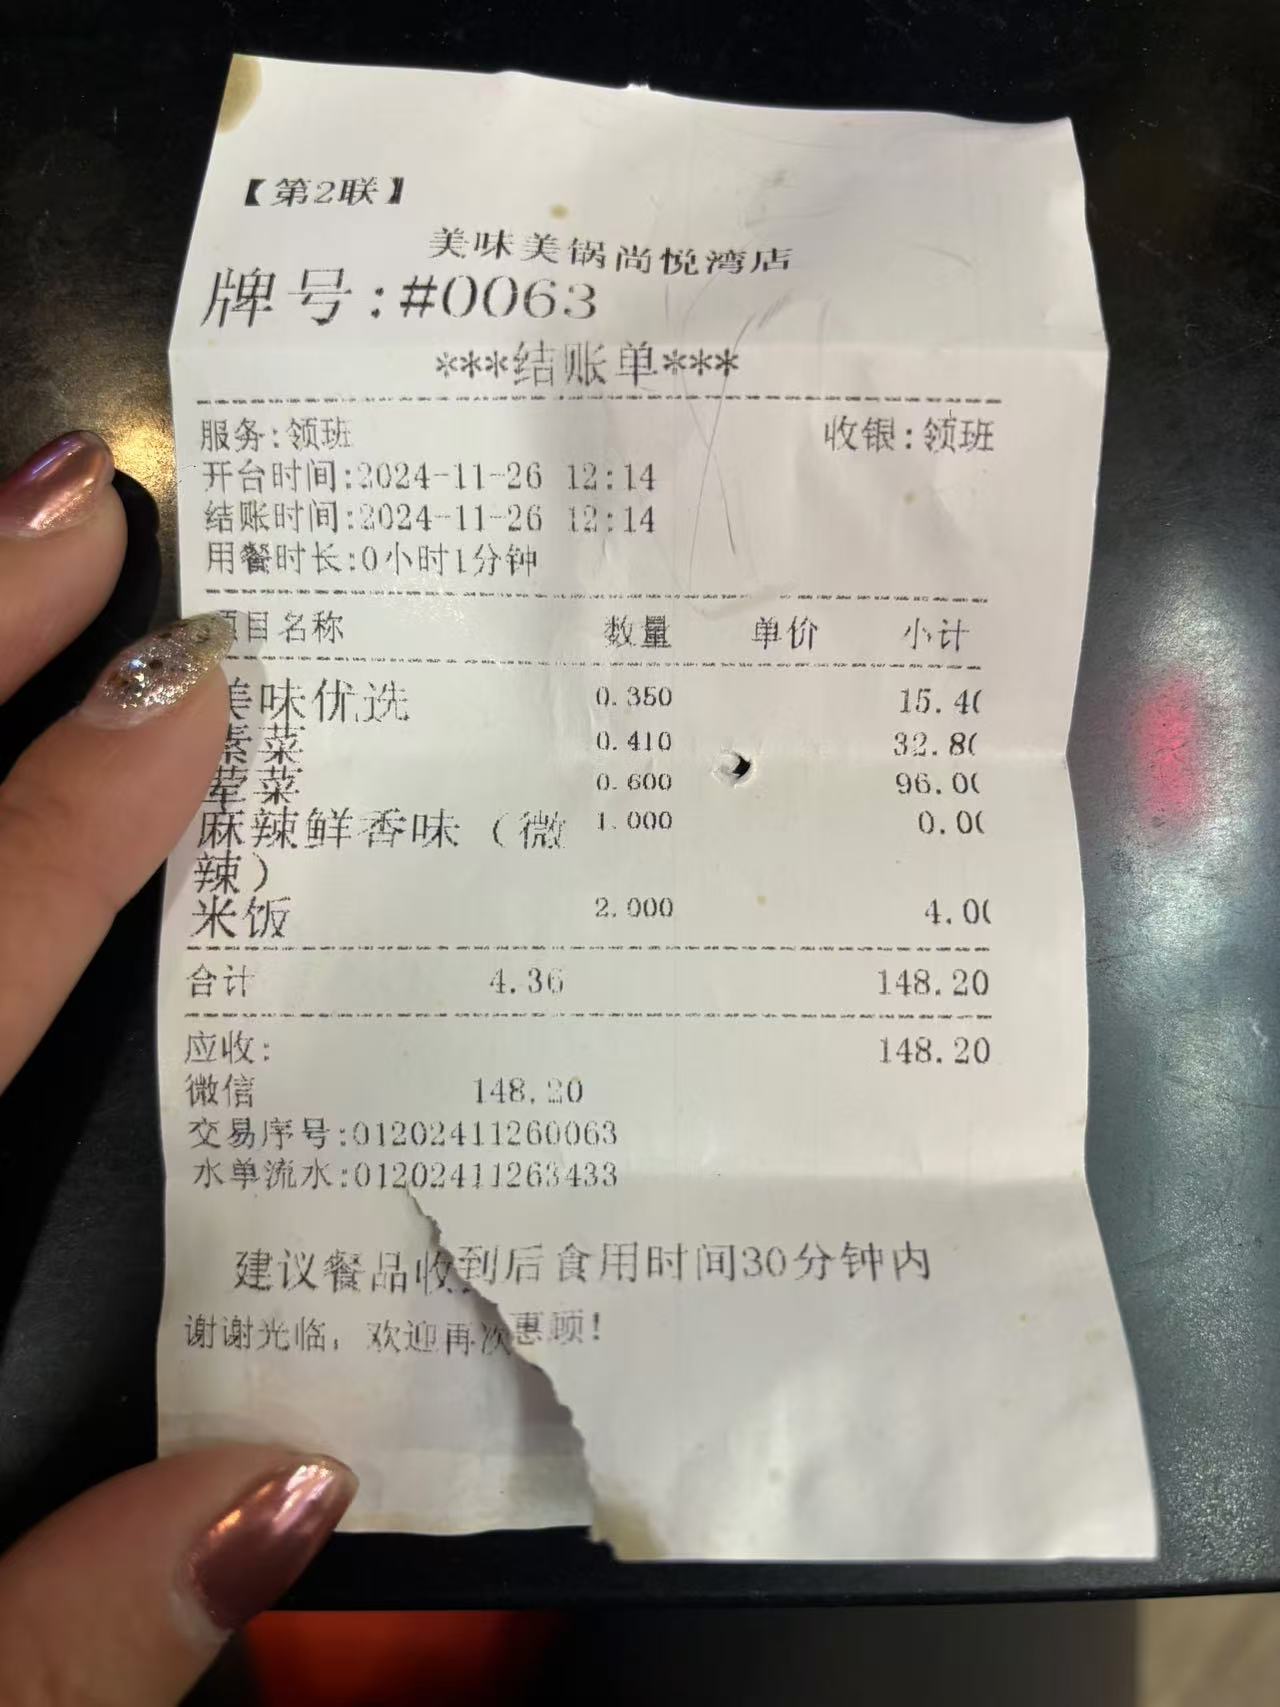 【第2联】
美味美锅尚悦湾店
牌号:#0063
***结账单***
服务:领班 收银:领班
开台时间:2024-11-26 12:14
结账时间:2024-11-26 12:14
用餐时长:0小时1分钟
项目名称 数量 单价 小计
美味优选 0.350 15.40
素菜 0.410 32.80
荤菜 0.600 96.00
麻辣鲜香味（微 1.000 0.00
辣）
米饭 2.000 4.00
合计 4.36 148.20
应收: 148.20
微信 148.20
交易序号:01202411260063
水单流水:01202411263433
建议餐品收到后食用时间30分钟内
谢谢光临，欢迎再次惠顾!